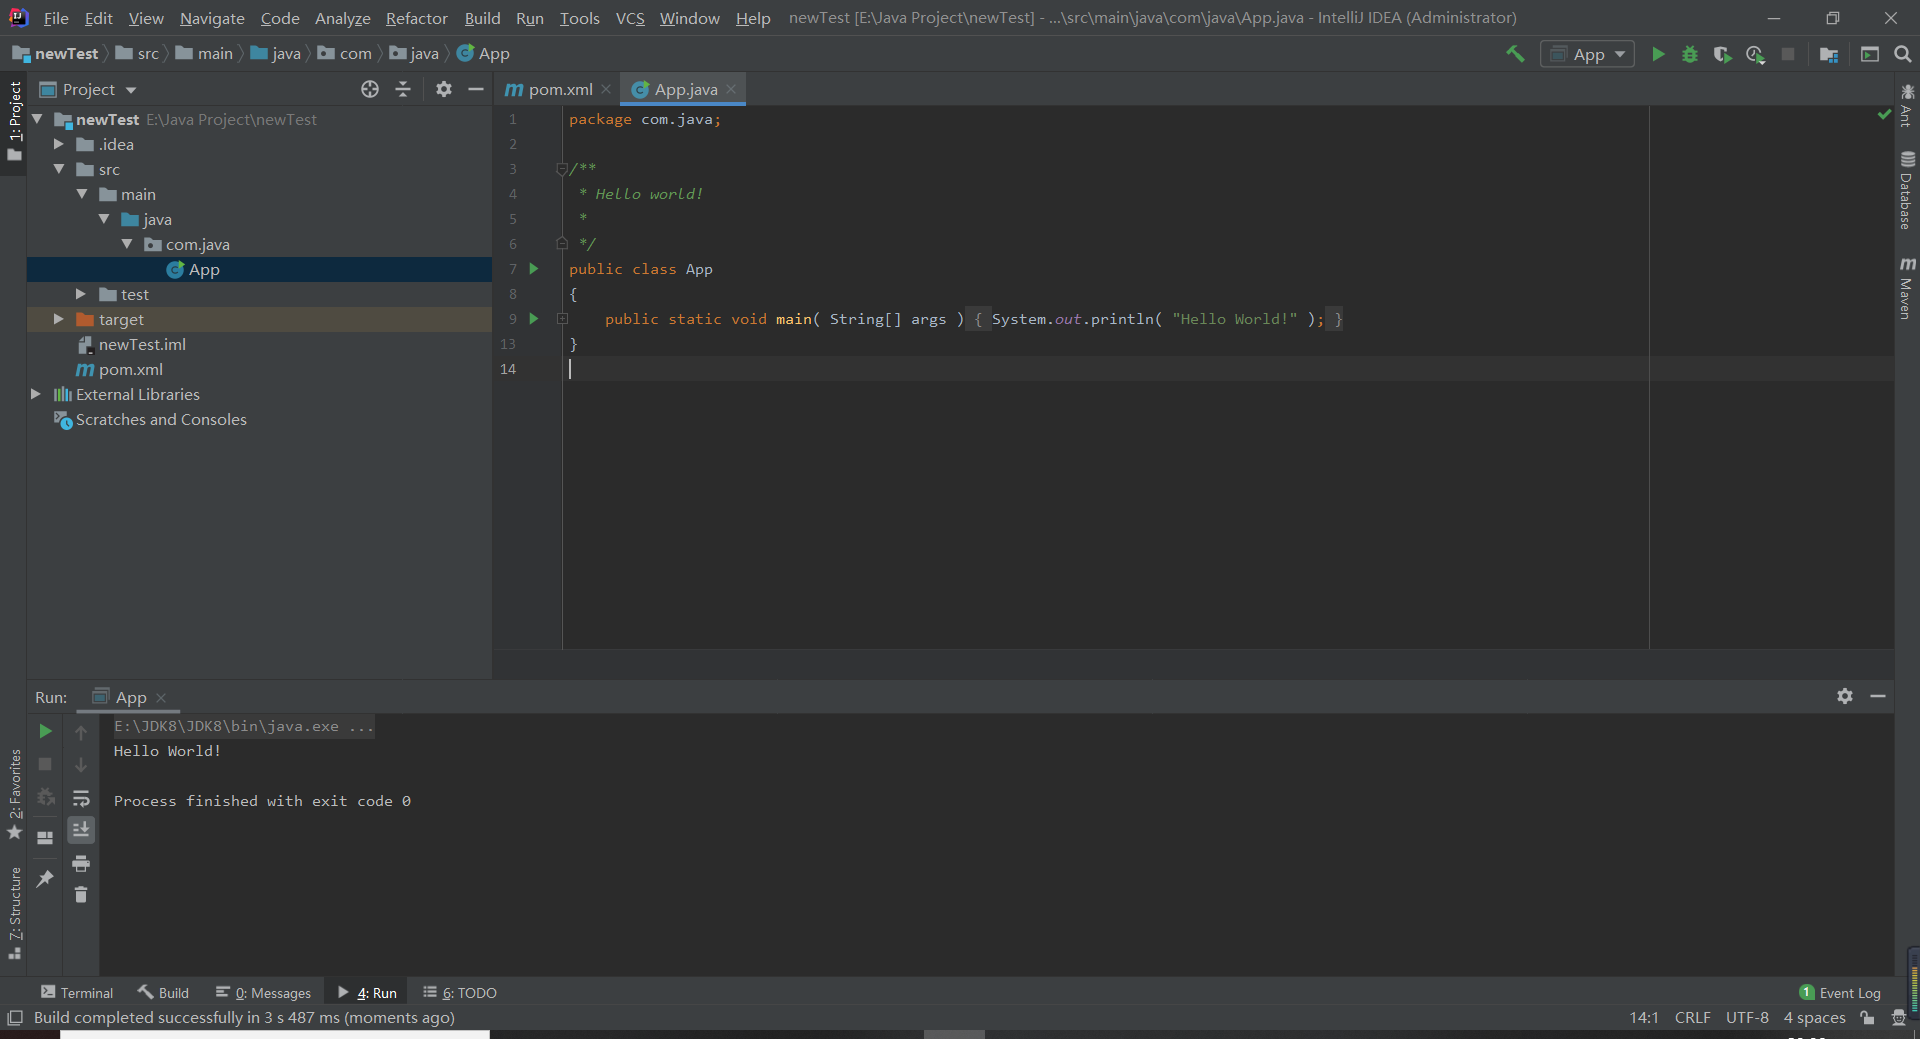 File Edit View Navigate Code Analyze Refactor Build Run Tools VCS Window Help newTest [E:\Java Project\newTest] - ...\src\main\java\com\java\App.java - IntelliJ IDEA (Administrator)
newTest src main java com java App
App
1: Project
Project
newTest E:\Java Project\newTest
.idea
src
main
java
com.java
App
test
target
newTest.iml
pom.xml
External Libraries
Scratches and Consoles
pom.xml App.java
1 package com.java;
2
3 /**
4 * Hello world!
5 *
6 */
7 public class App
8 {
9 public static void main( String[] args ) { System.out.println( "Hello World!" ); }
13 }
14
Ant
Database
Maven
Run: App
E:\JDK8\JDK8\bin\java.exe ...
Hello World!
Process finished with exit code 0
2: Favorites
7: Structure
Terminal Build 0: Messages 4: Run 6: TODO
1 Event Log
Build completed successfully in 3 s 487 ms (moments ago)
14:1 CRLF UTF-8 4 spaces